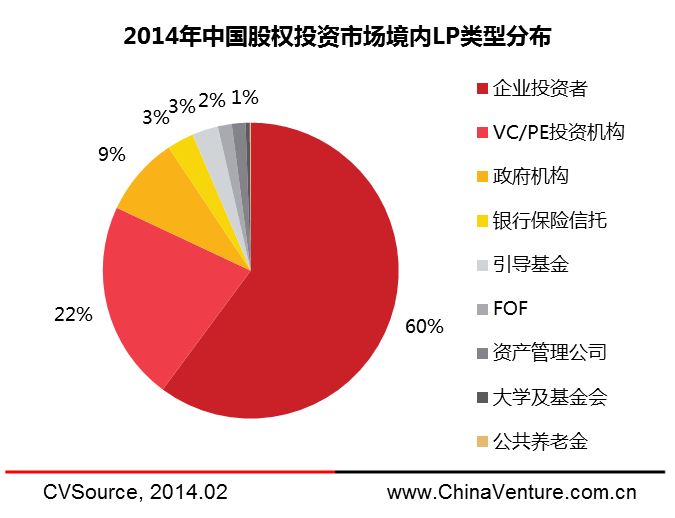 2014年中国股权投资市场境内LP类型分布
3%
3%
2%
1%
9%
22%
60%
企业投资者
VC/PE投资机构
政府机构
银行保险信托
引导基金
FOF
资产管理公司
大学及基金会
公共养老金
CVSource, 2014.02
www.ChinaVenture.com.cn